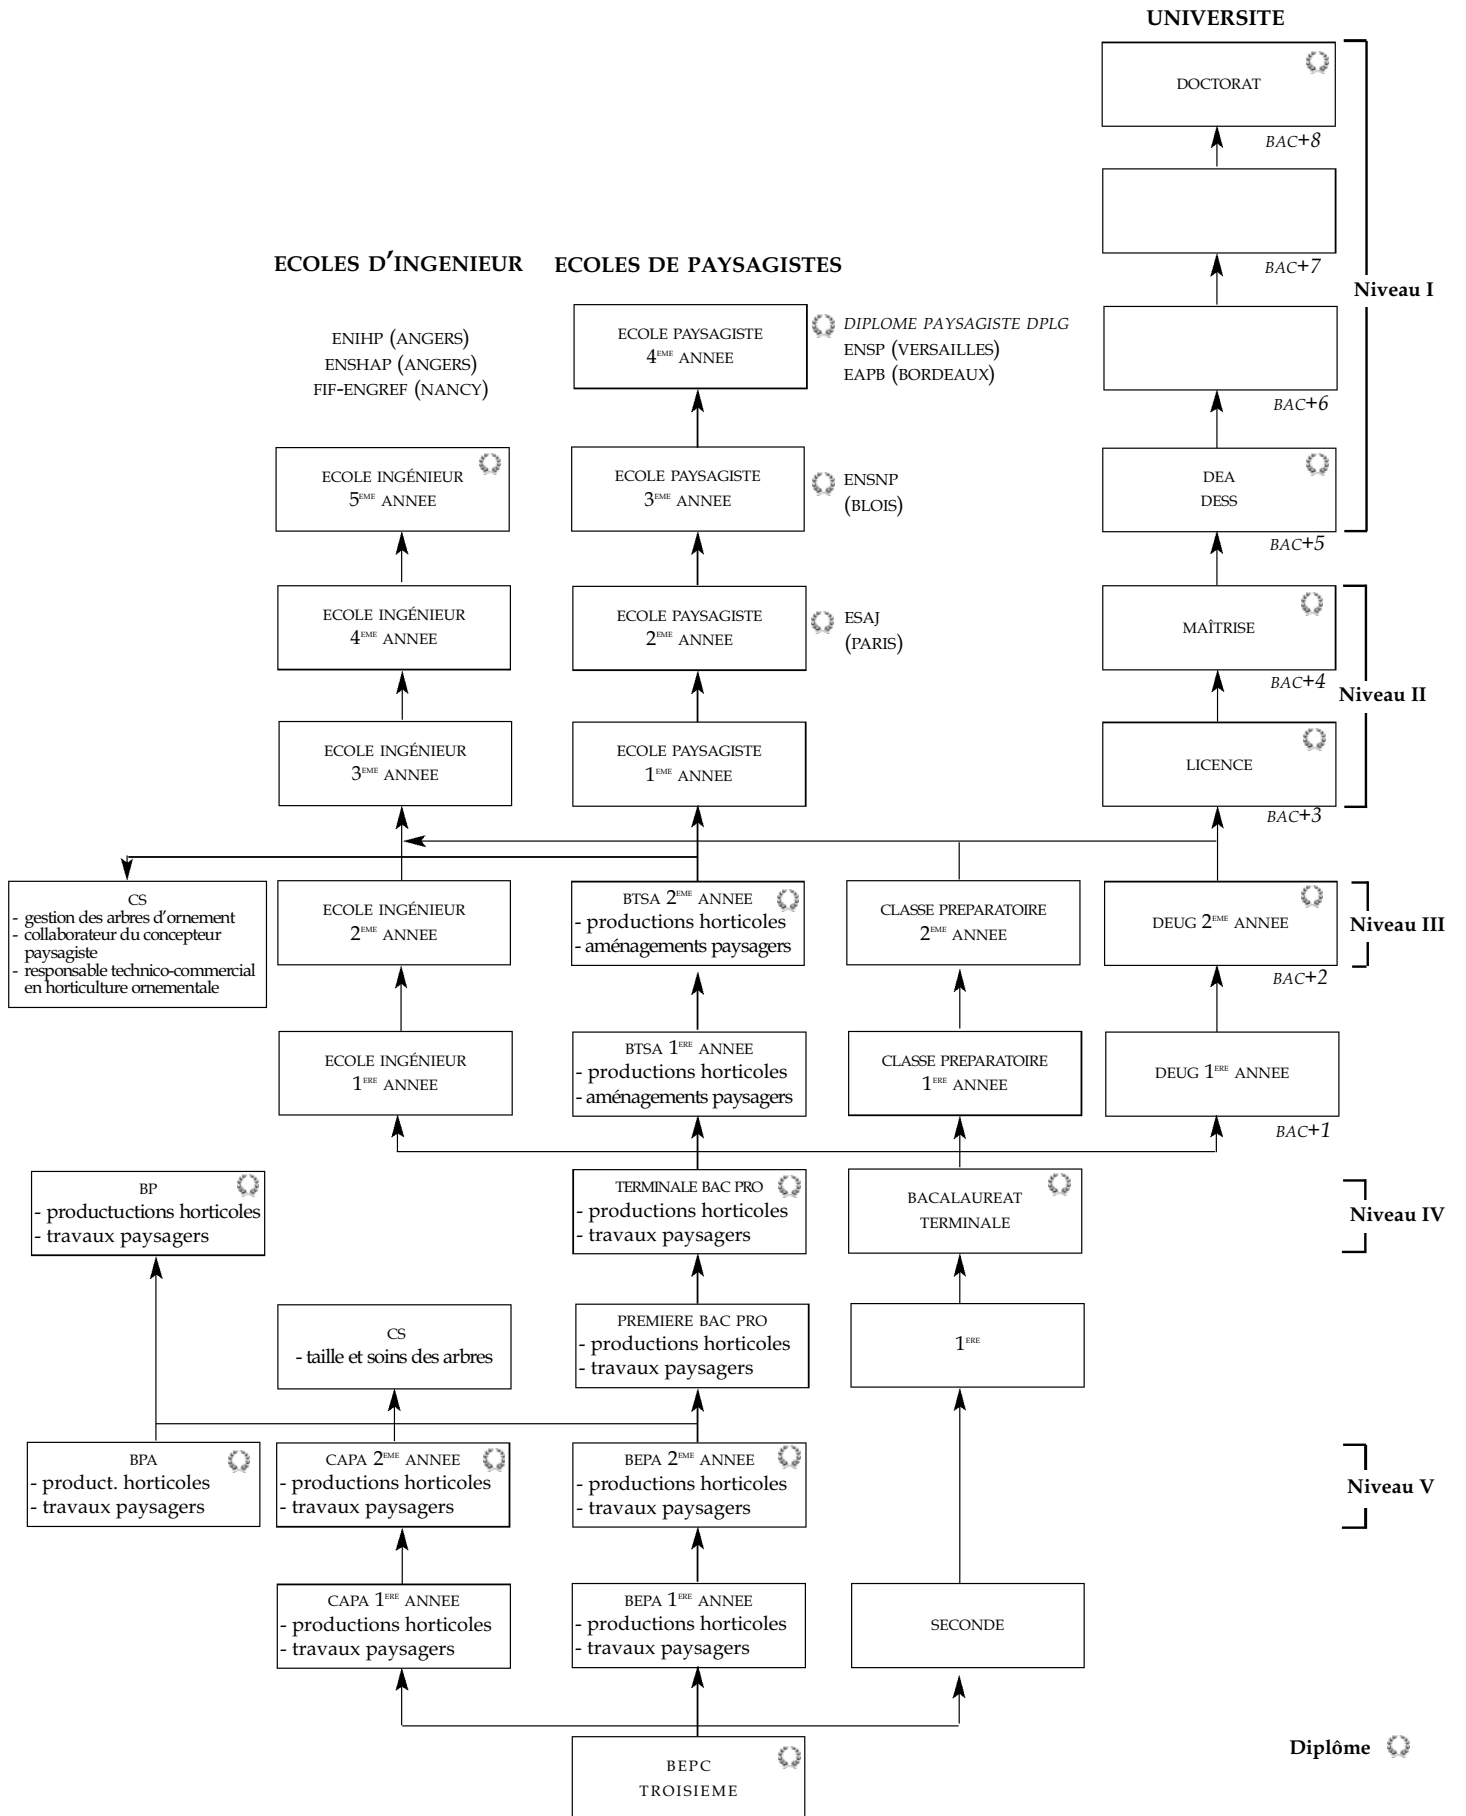 UNIVERSITE
DOCTORAT
BAC+8
BAC+7
Niveau I
ECOLES D'INGENIEUR
ECOLES DE PAYSAGISTES
ENIHP (ANGERS)
ENSHAP (ANGERS)
FIF-ENGREF (NANCY)
ECOLE PAYSAGISTE
4EME ANNEE
DIPLOME PAYSAGISTE DPLG
ENSP (VERSAILLES)
EAPB (BORDEAUX)
BAC+6
ECOLE INGÉNIEUR
5EME ANNEE
ECOLE PAYSAGISTE
3EME ANNEE
ENSNP
(BLOIS)
DEA
DESS
BAC+5
ECOLE INGÉNIEUR
4EME ANNEE
ECOLE PAYSAGISTE
2EME ANNEE
ESAJ
(PARIS)
MAÎTRISE
BAC+4
Niveau II
ECOLE INGÉNIEUR
3EME ANNEE
ECOLE PAYSAGISTE
1EME ANNEE
LICENCE
BAC+3
CS
- gestion des arbres d'ornement
- collaborateur du concepteur
paysagiste
- responsable technico-commercial
en horticulture ornementale
ECOLE INGÉNIEUR
2EME ANNEE
BTSA 2EME ANNEE
- productions horticoles
- aménagements paysagers
CLASSE PREPARATOIRE
2EME ANNEE
DEUG 2EME ANNEE
BAC+2
Niveau III
ECOLE INGÉNIEUR
1ERE ANNEE
BTSA 1ERE ANNEE
- productions horticoles
- aménagements paysagers
CLASSE PREPARATOIRE
1ERE ANNEE
DEUG 1ERE ANNEE
BAC+1
BP
- productuctions horticoles
- travaux paysagers
TERMINALE BAC PRO
- productions horticoles
- travaux paysagers
BACALAUREAT
TERMINALE
Niveau IV
CS
- taille et soins des arbres
PREMIERE BAC PRO
- productions horticoles
- travaux paysagers
1ERE
BPA
- product. horticoles
- travaux paysagers
CAPA 2EME ANNEE
- productions horticoles
- travaux paysagers
BEPA 2EME ANNEE
- productions horticoles
- travaux paysagers
Niveau V
CAPA 1ERE ANNEE
- productions horticoles
- travaux paysagers
BEPA 1ERE ANNEE
- productions horticoles
- travaux paysagers
SECONDE
BEPC
TROISIEME
Diplôme